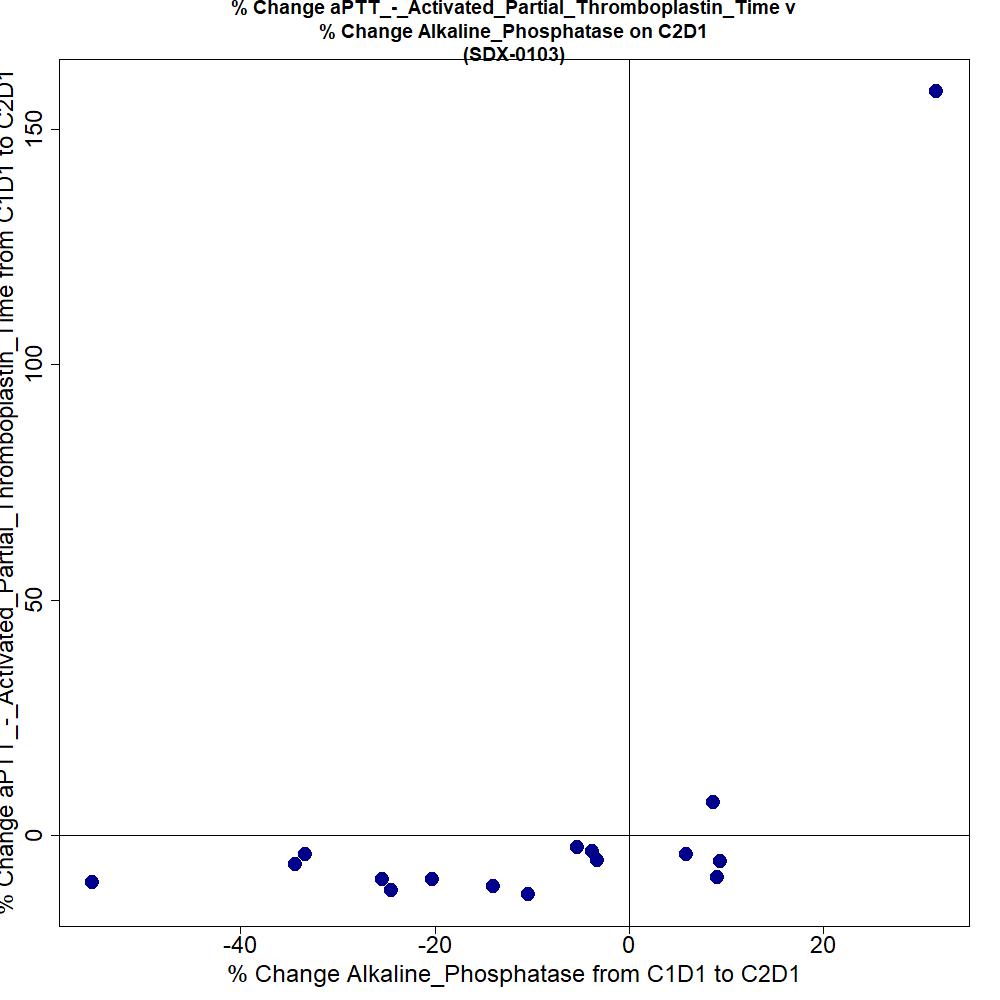 % Change aPTT_-_Activated_Partial_Thromboplastin_Time v
% Change Alkaline_Phosphatase on C2D1
(SDX-0103)
% Change aPTT_-_Activated_Partial_Thromboplastin_Time from C1D1 to C2D1
150
100
50
0
-40 -20 0 20
% Change Alkaline_Phosphatase from C1D1 to C2D1